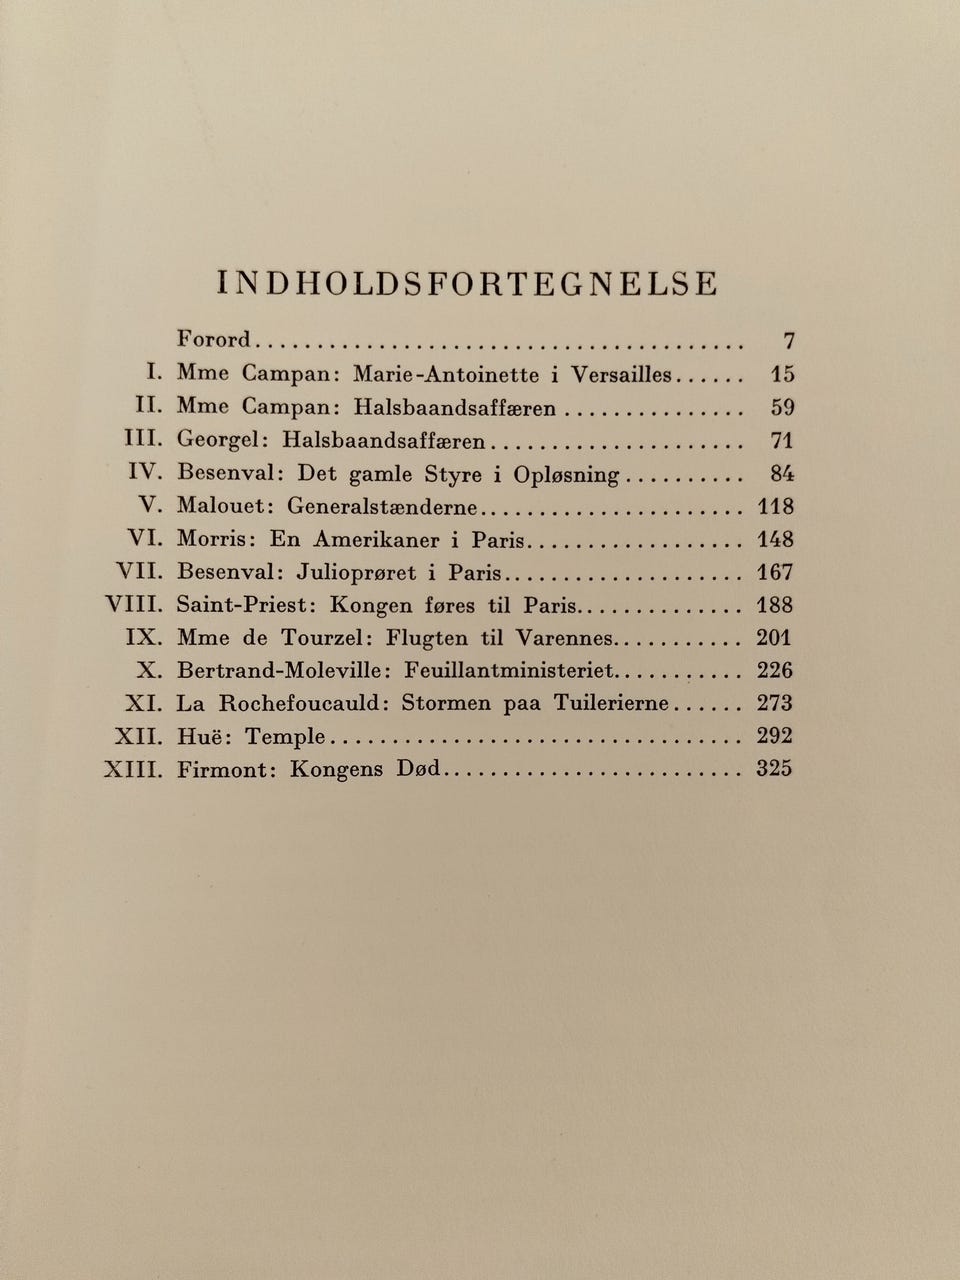 INDHOLDSFORTEGNELSE
Forord........................................ 7
I. Mme Campan: Marie-Antoinette i Versailles...... 15
II. Mme Campan: Halsbaandsaffæren ............... 59
III. Georgel: Halsbaandsaffæren..................... 71
IV. Besenval: Det gamle Styre i Opløsning.......... 84
V. Malouet: Generalstænderne...................... 118
VI. Morris: En Amerikaner i Paris.................. 148
VII. Besenval: Julioprøret i Paris.................... 167
VIII. Saint-Priest: Kongen føres til Paris.............. 188
IX. Mme de Tourzel: Flugten til Varennes........... 201
X. Bertrand-Moleville: Feuillantministeriet........... 226
XI. La Rochefoucauld: Stormen paa Tuilerierne...... 273
XII. Huë: Temple................................... 292
XIII. Firmont: Kongens Død......................... 325